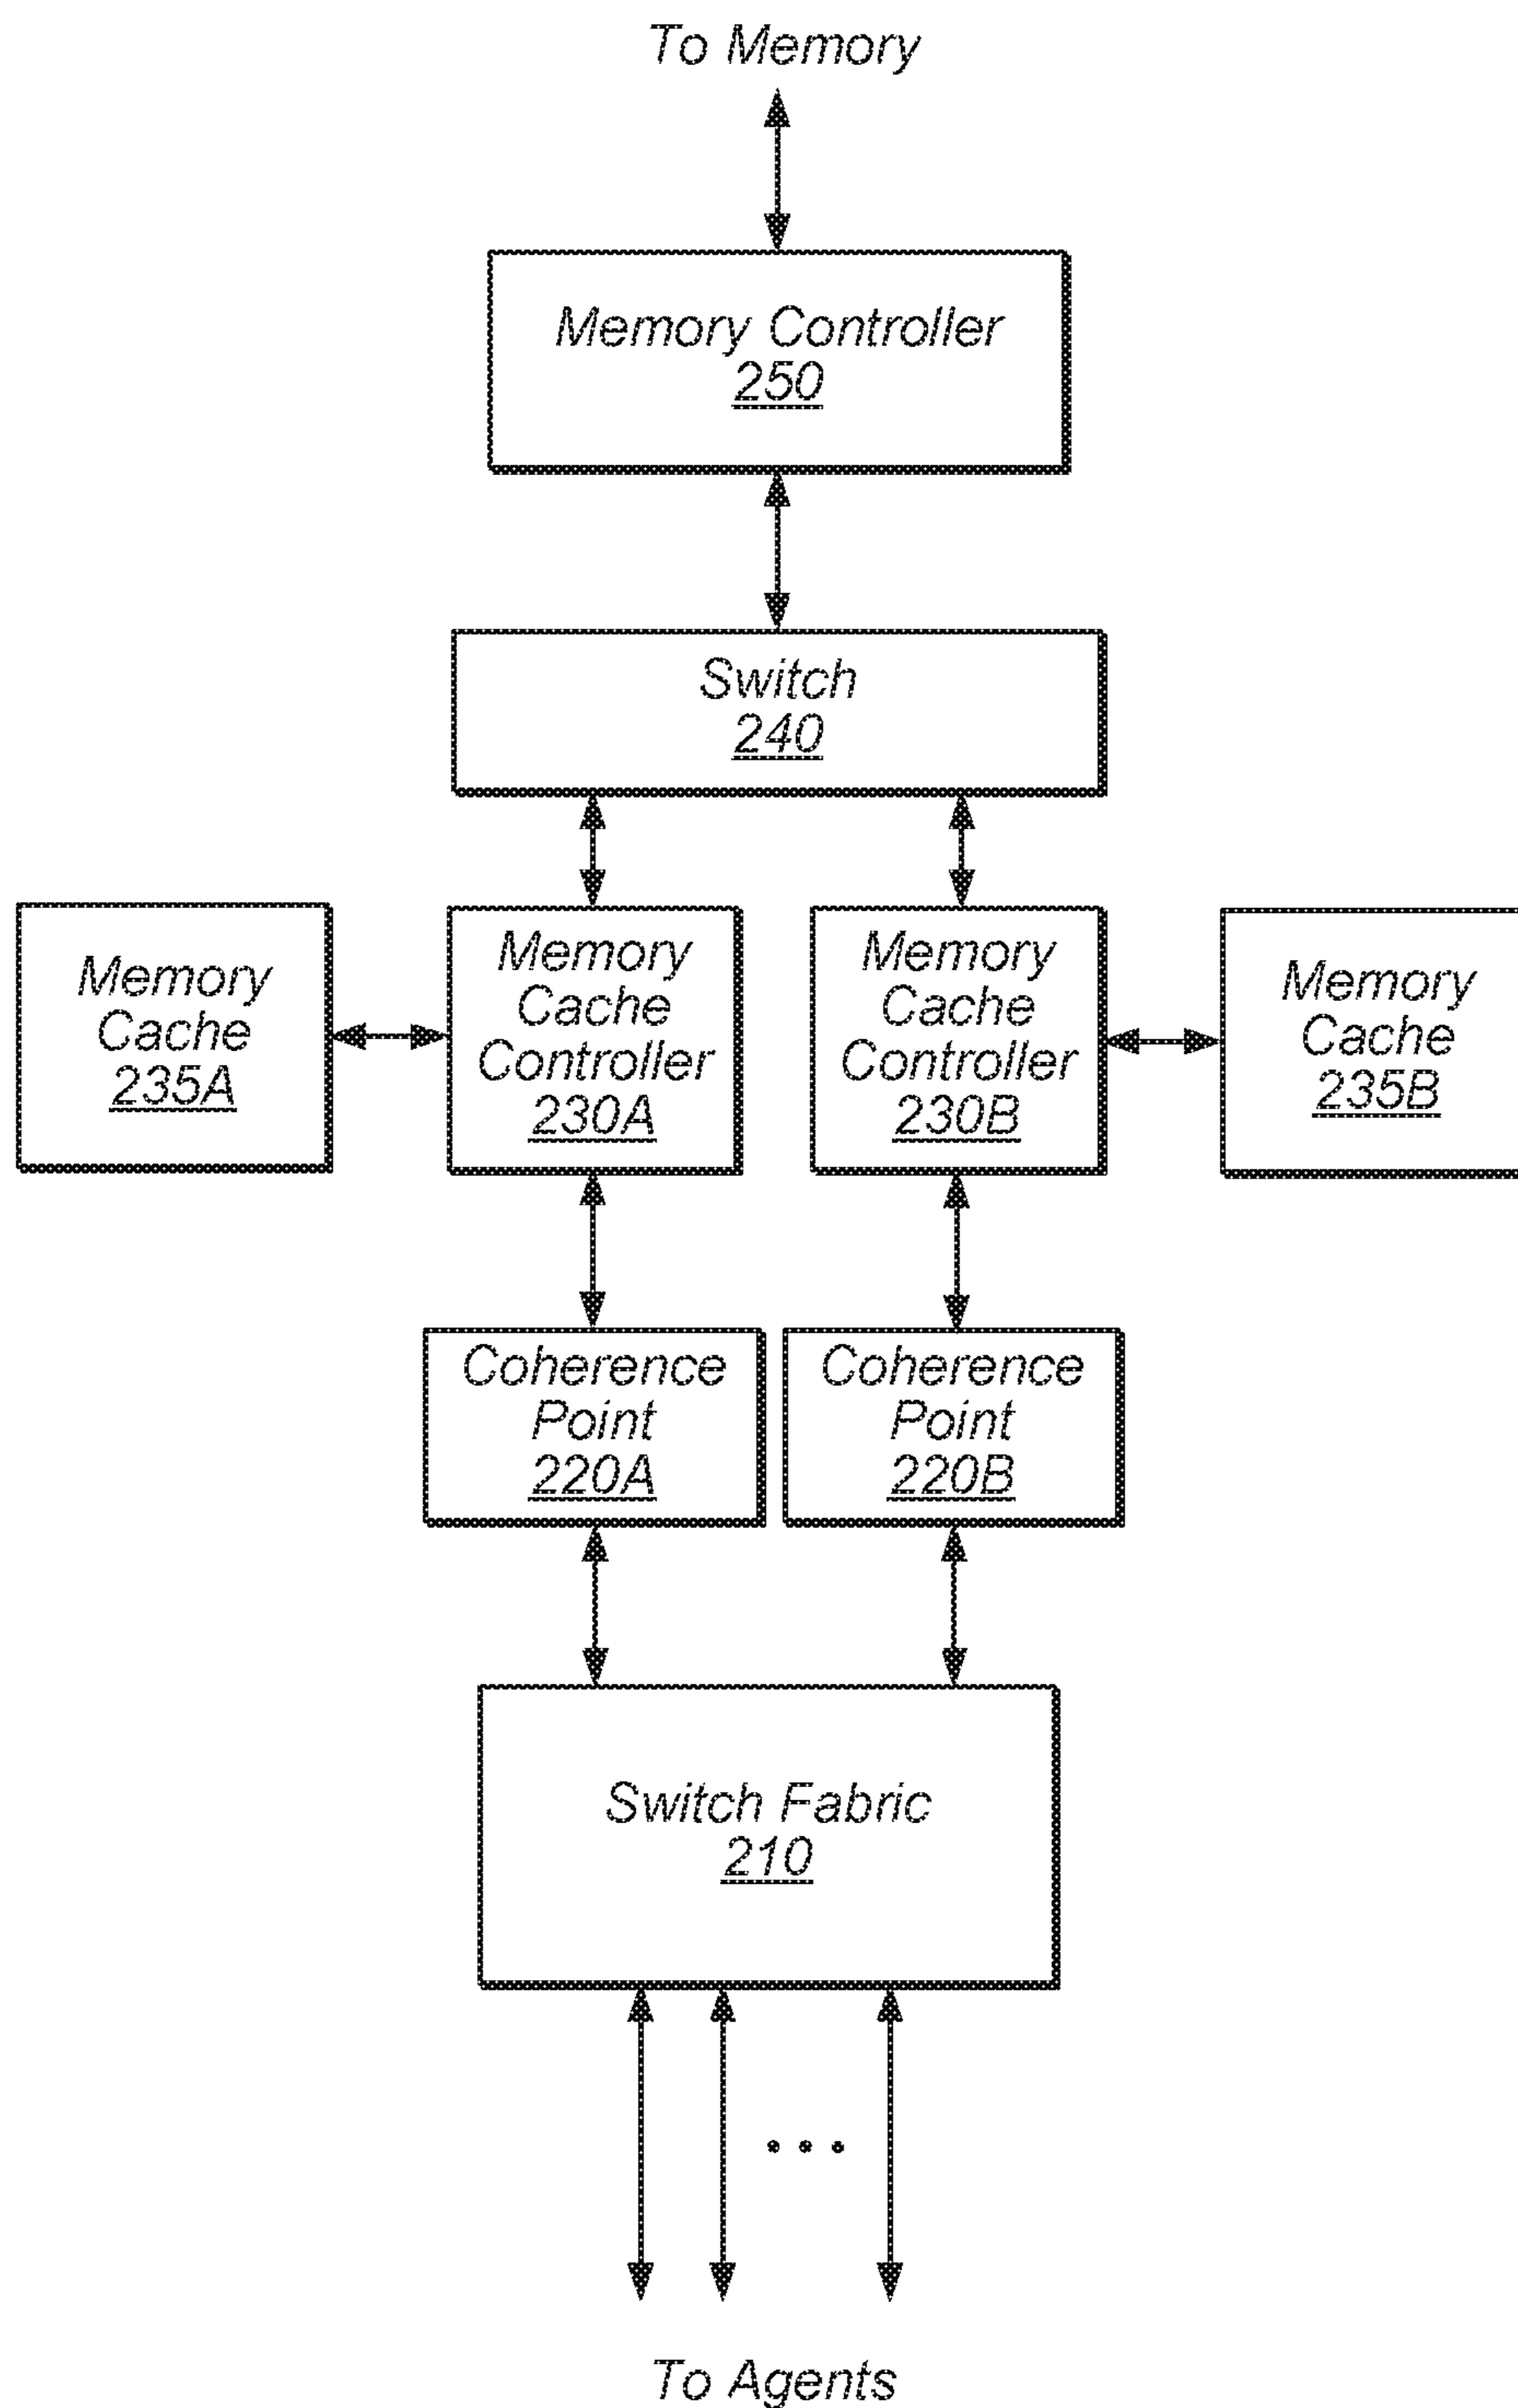 To Memory
Memory Controller
250
Switch
240
Memory
Cache
235A
Memory
Cache
Controller
230A
Memory
Cache
Controller
230B
Memory
Cache
235B
Coherence
Point
220A
Coherence
Point
220B
Switch Fabric
210
...
To Agents